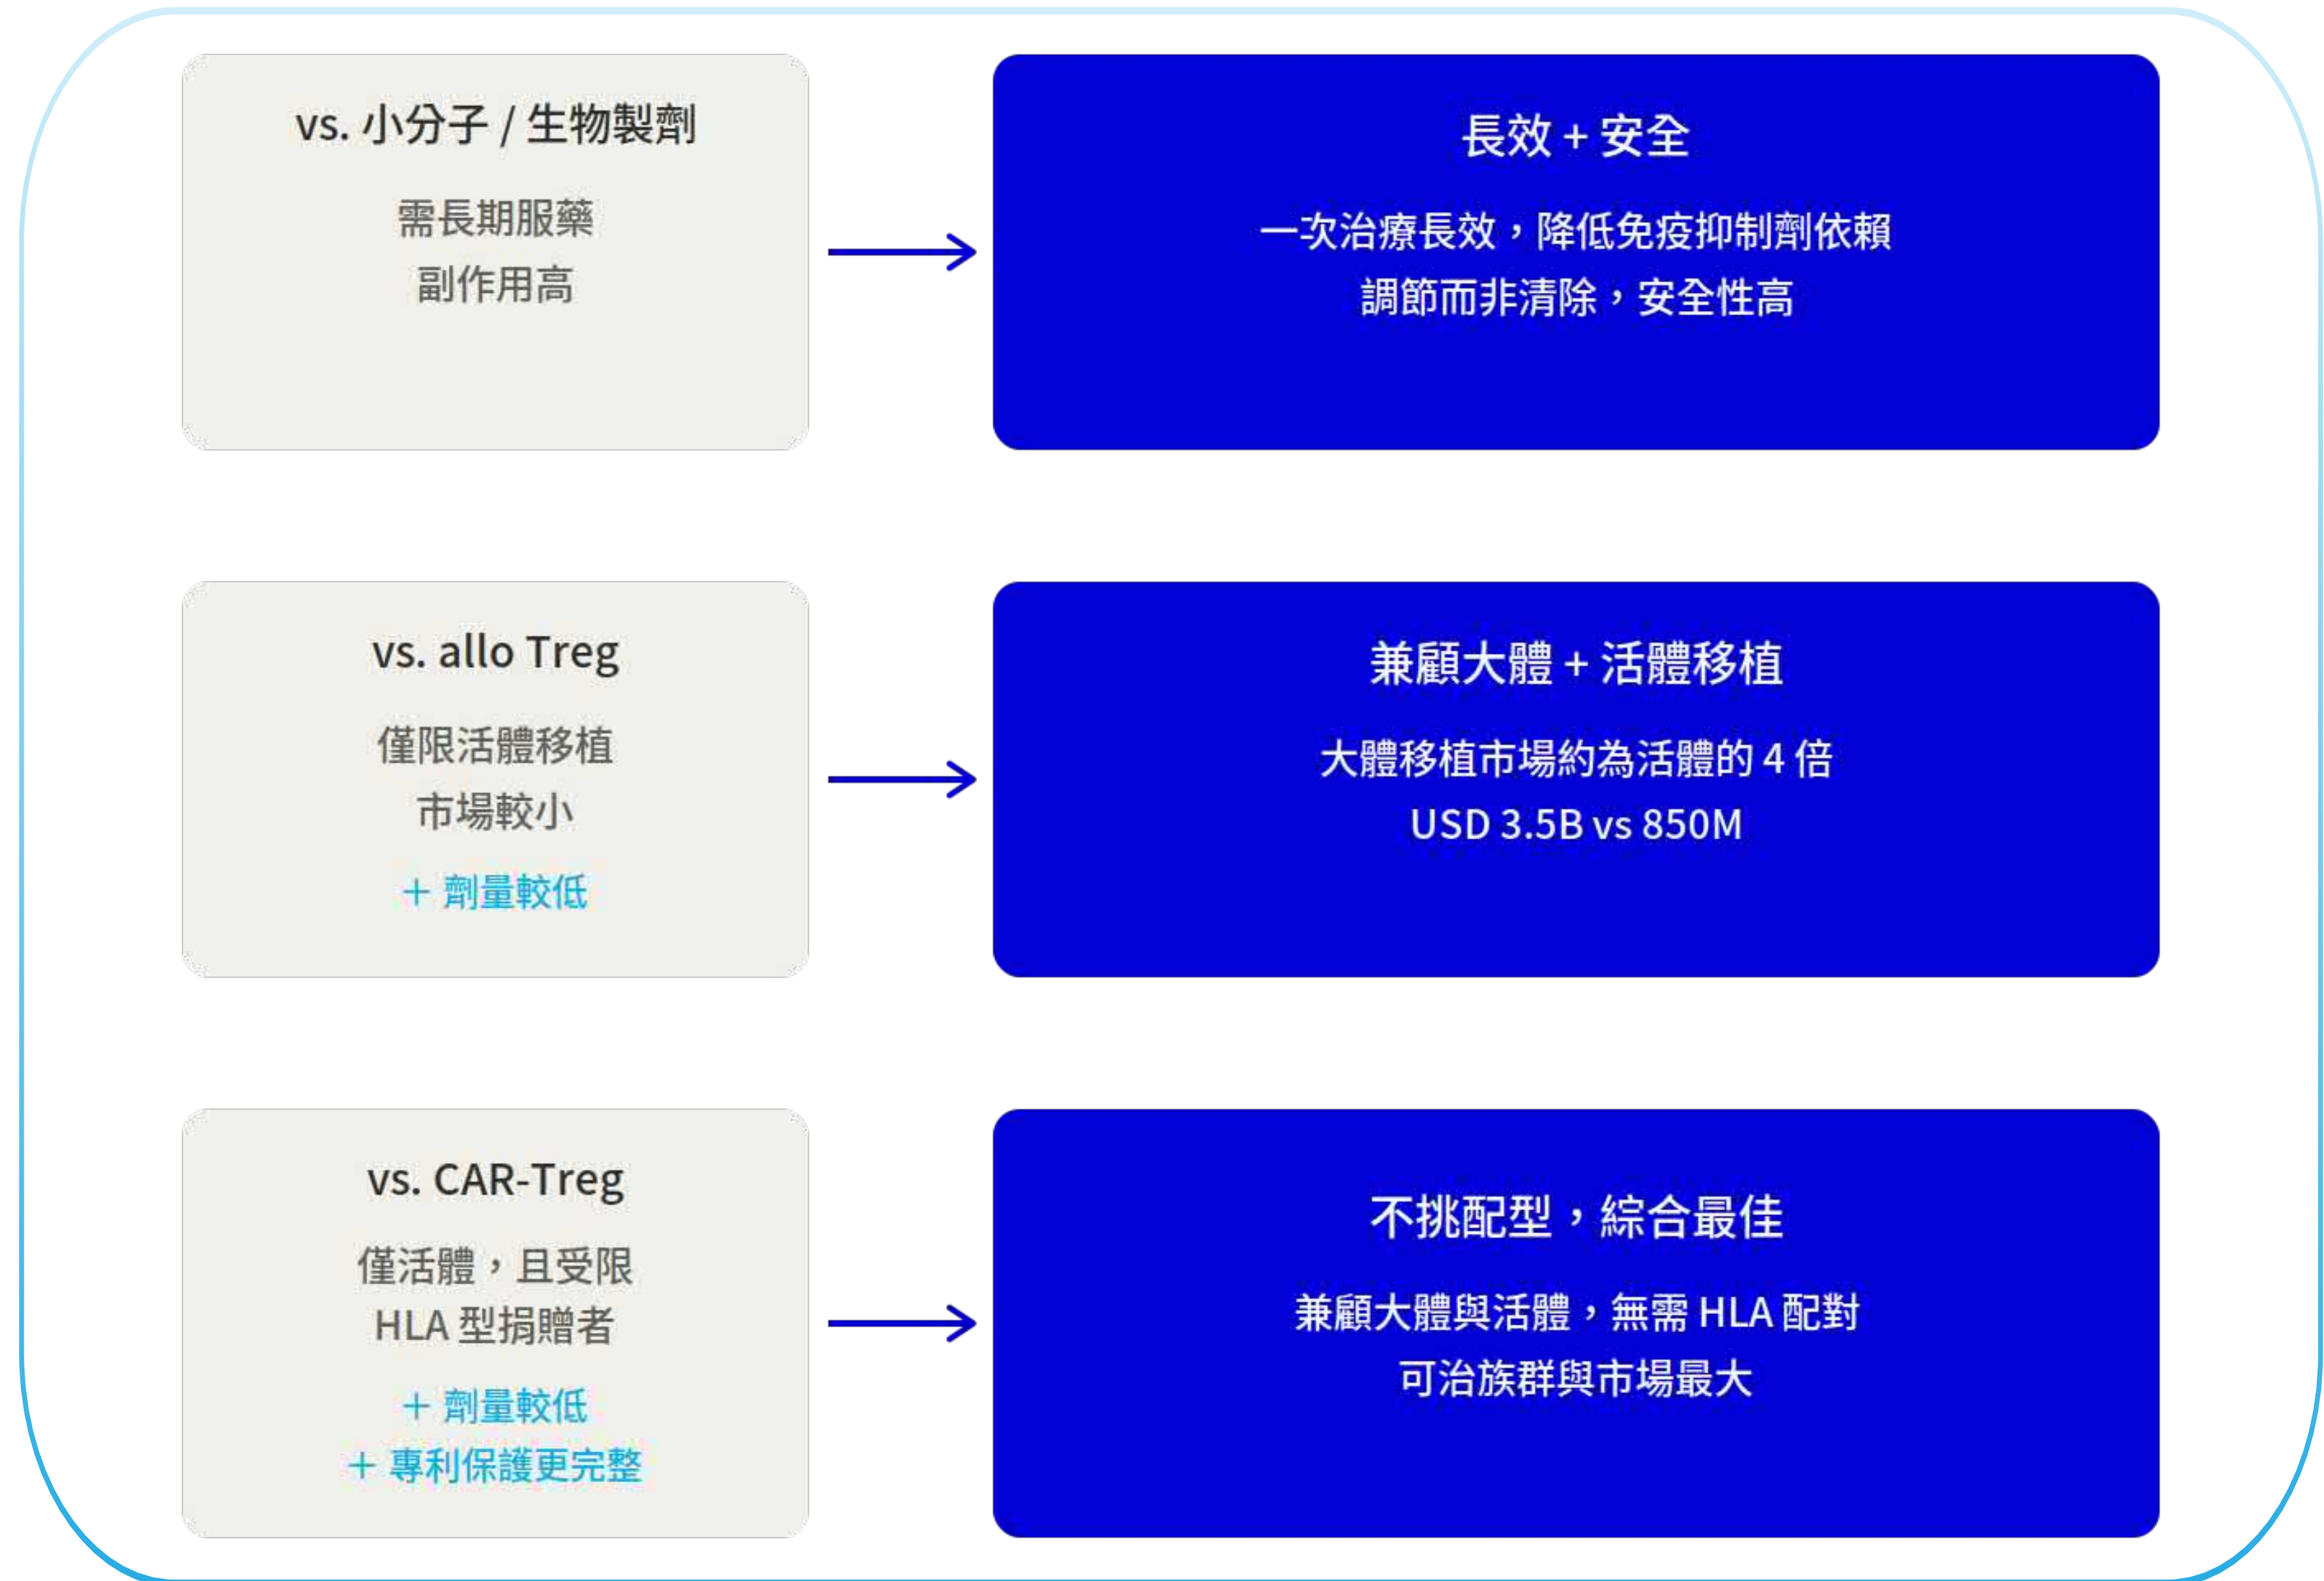 vs. 小分子 / 生物製劑
需長期服藥
副作用高
長效 + 安全
一次治療長效，降低免疫抑制劑依賴
調節而非清除，安全性高
vs. allo Treg
僅限活體移植
市場較小
＋ 劑量較低
兼顧大體 + 活體移植
大體移植市場約為活體的 4 倍
USD 3.5B vs 850M
vs. CAR-Treg
僅活體，且受限
HLA 型捐贈者
＋ 劑量較低
＋ 專利保護更完整
不挑配型，綜合最佳
兼顧大體與活體，無需 HLA 配對
可治族群與市場最大